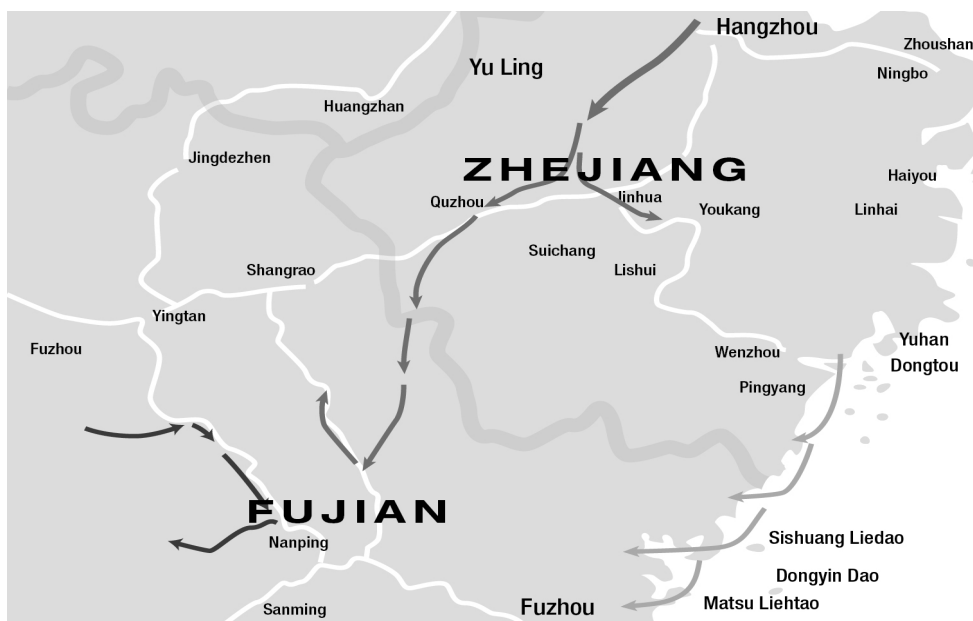 Hangzhou
Zhoushan
Yu Ling
Ningbo
Huangzhan
Jingdezhen
ZHEJIANG
Haiyou
Quzhou
Jinhua
Youkang
Linhai
Suichang
Shangrao
Lishui
Yingtan
Yuhan
Fuzhou
Wenzhou
Dongtou
Pingyang
FUJIAN
Nanping
Sishuang Liedao
Dongyin Dao
Sanming
Fuzhou
Matsu Liehtao